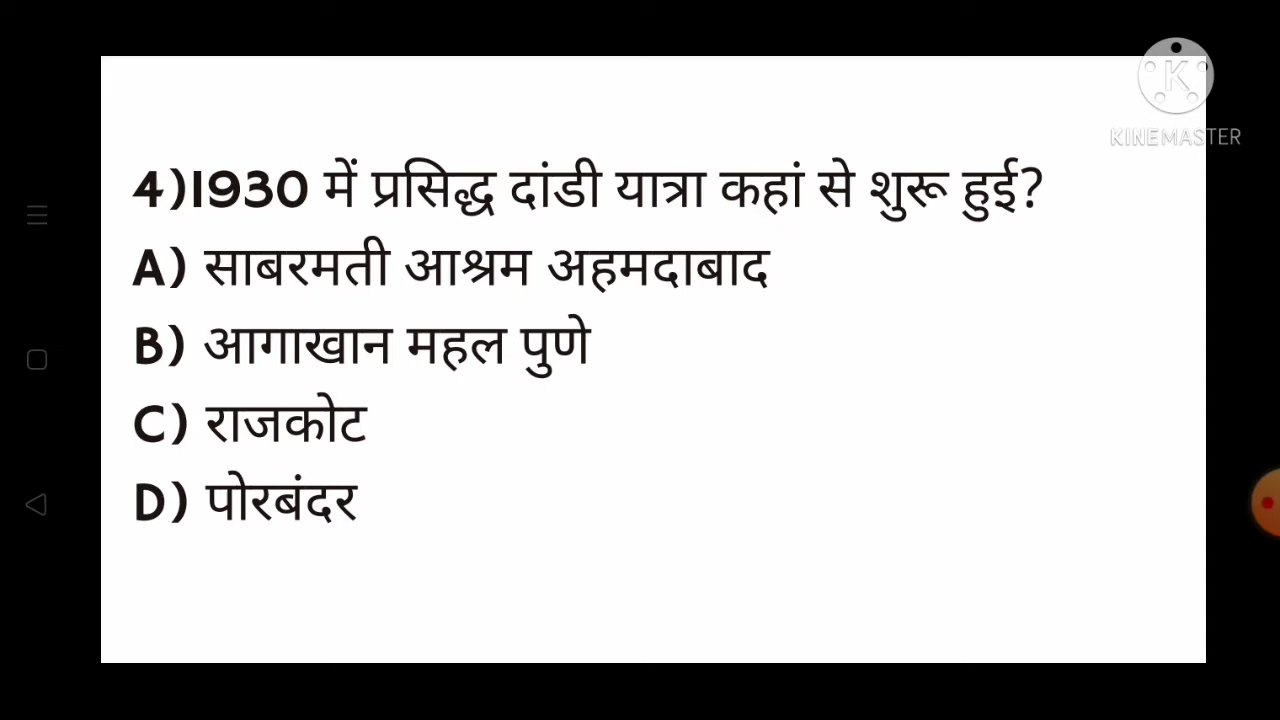 KINEMASTER
4)1930 में प्रसिद्ध दांडी यात्रा कहां से शुरू हुई?
A) साबरमती आश्रम अहमदाबाद
B) आगाखान महल पुणे
C) राजकोट
D) पोरबंदर